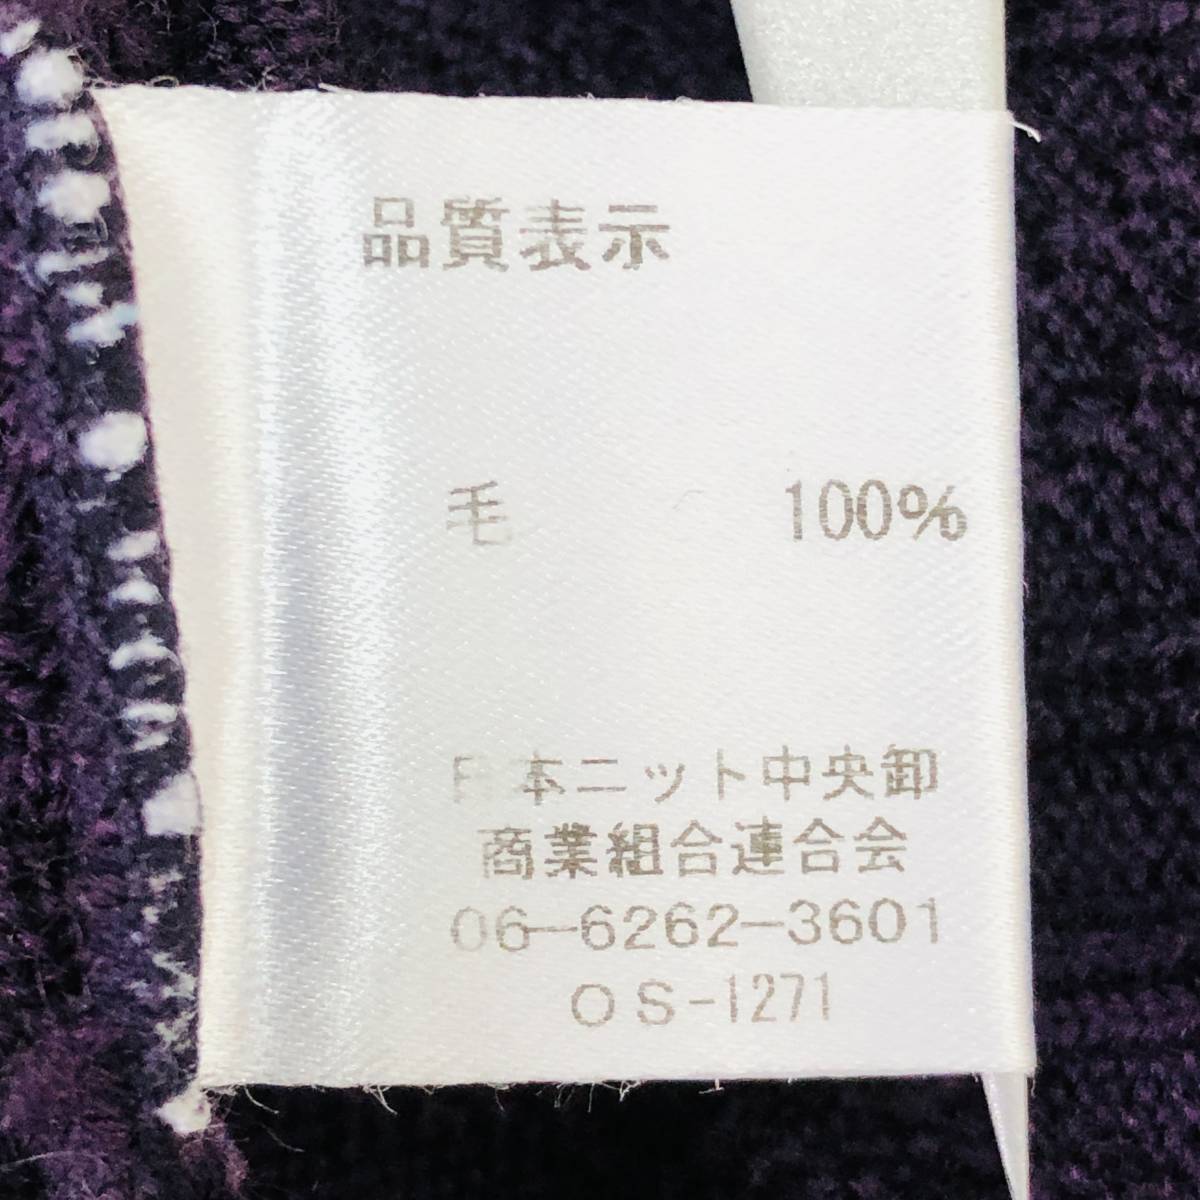 品質表示
毛 100%
日本ニット中央卸
商業組合連合会
06-6262-3601
OS-1271